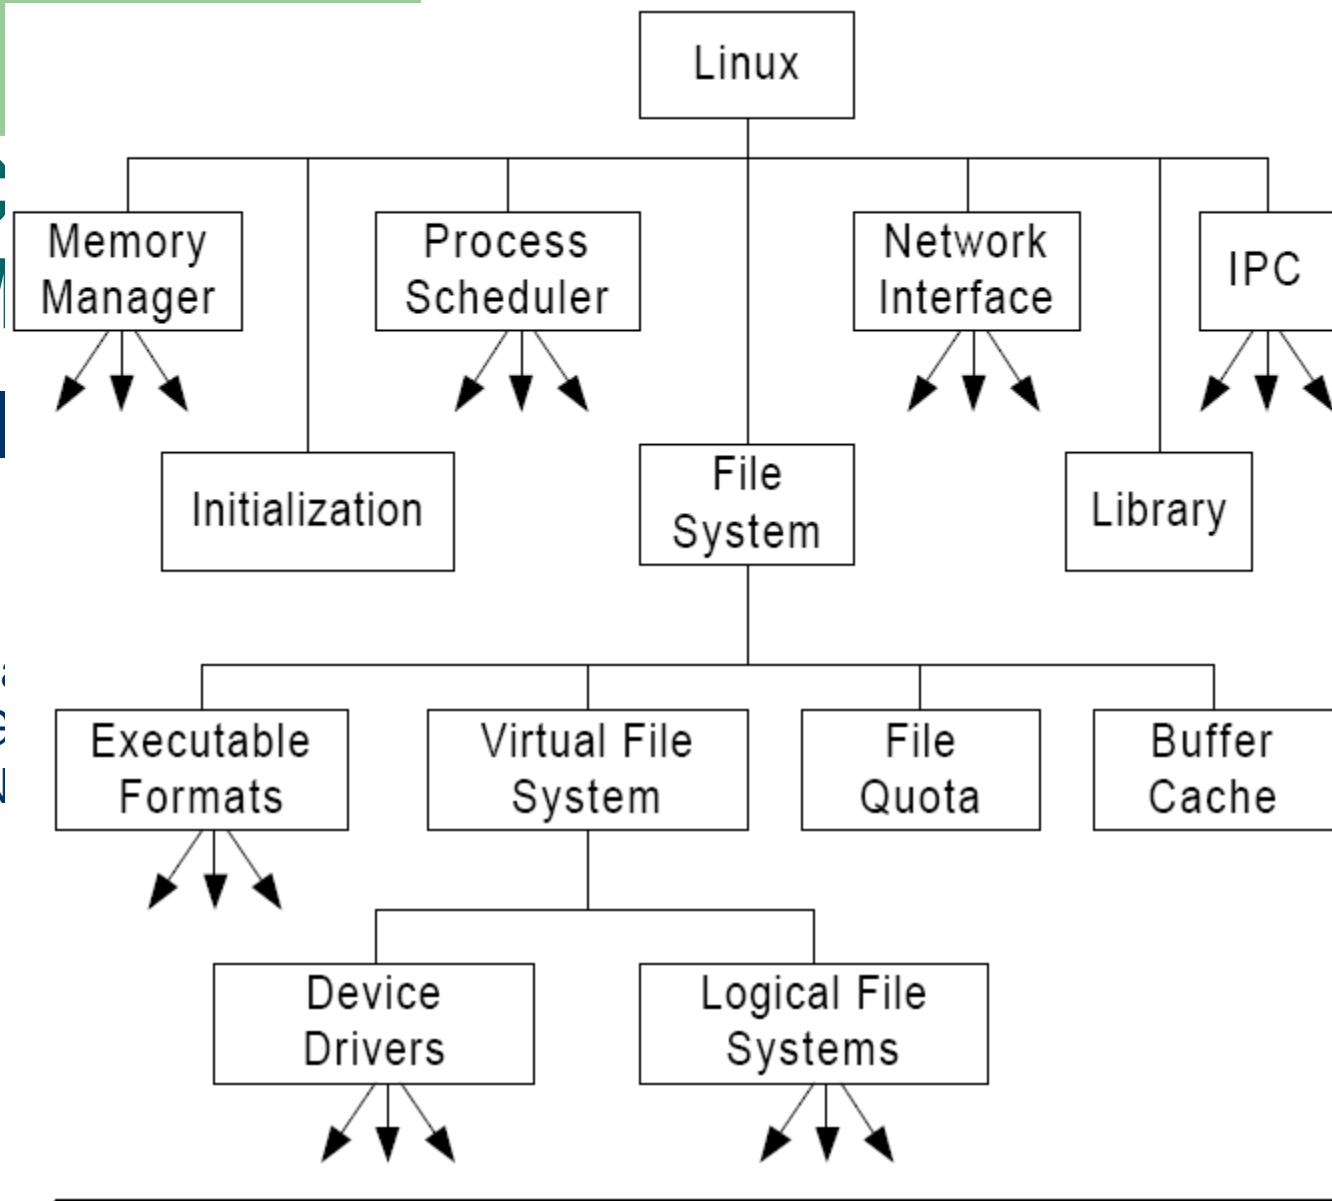 Linux
Memory
Manager
Process
Scheduler
Network
Interface
IPC
Initialization
File
System
Library
Executable
Formats
Virtual File
System
File
Quota
Buffer
Cache
Device
Drivers
Logical File
Systems